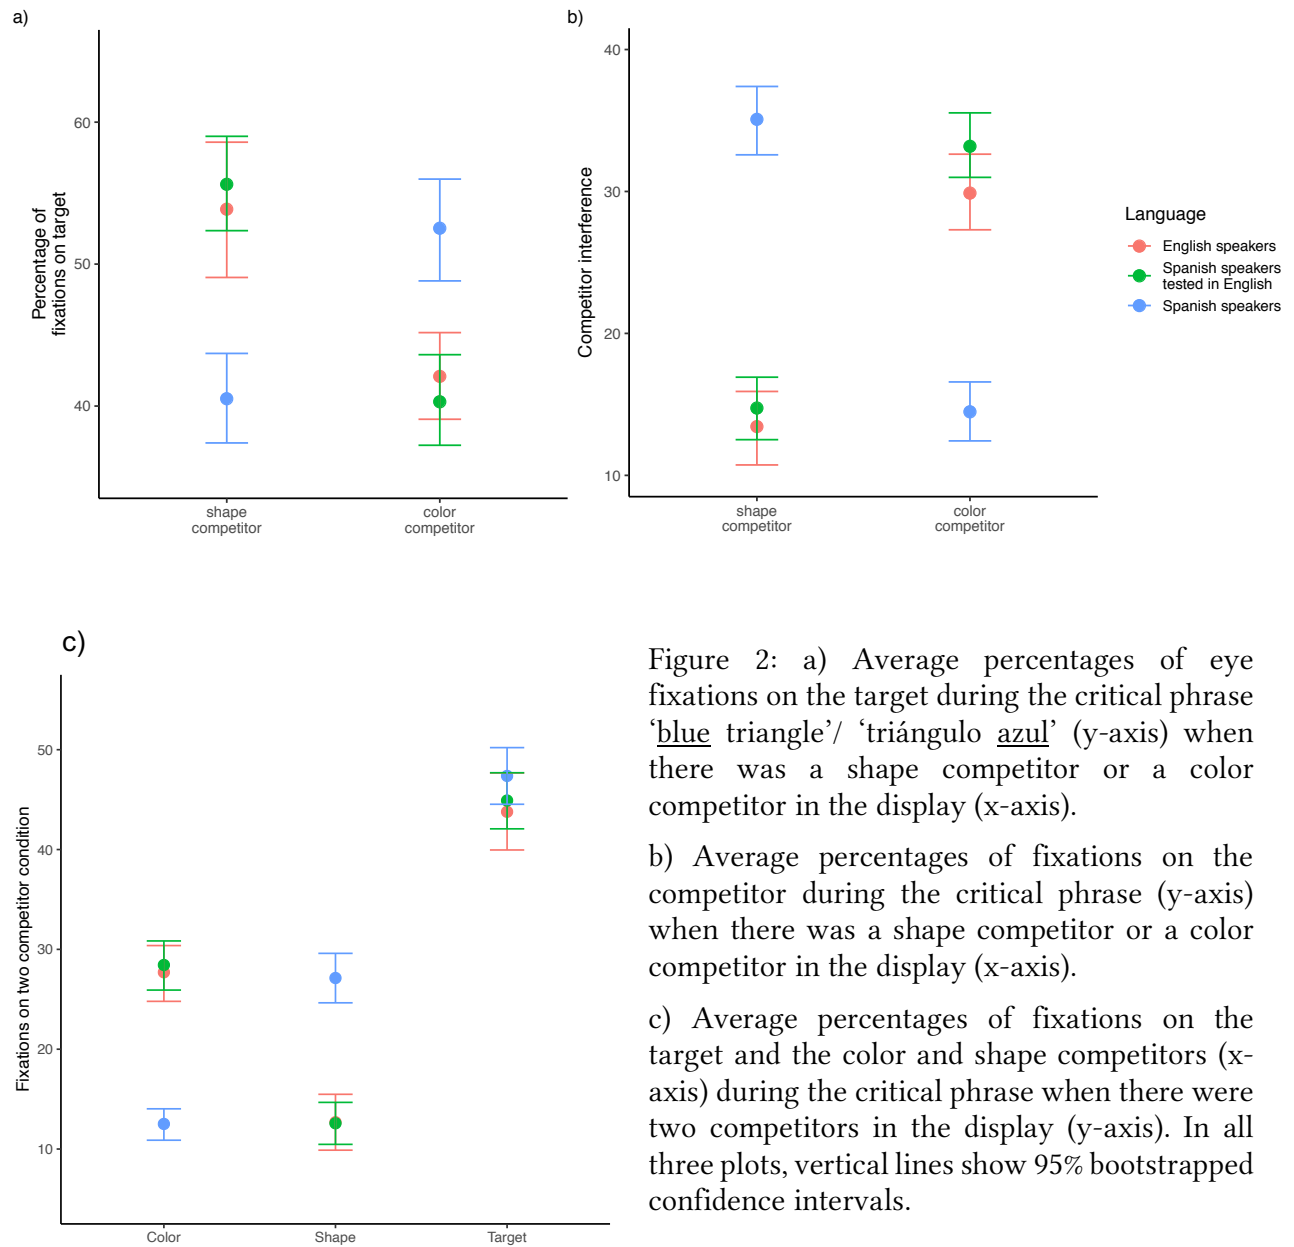 a)
Percentage of
fixations on target
60
50
40
shape
competitor
color
competitor
b)
Competitor interference
40
30
20
10
shape
competitor
color
competitor
Language
English speakers
Spanish speakers
tested in English
Spanish speakers
c)
Fixations on two competitor condition
50
40
30
20
10
Color
Shape
Target
Figure 2: a) Average percentages of eye
fixations on the target during the critical phrase
‘blue triangle’/ ‘triángulo azul’ (y-axis) when
there was a shape competitor or a color
competitor in the display (x-axis).
b) Average percentages of fixations on the
competitor during the critical phrase (y-axis)
when there was a shape competitor or a color
competitor in the display (x-axis).
c) Average percentages of fixations on the
target and the color and shape competitors (x-
axis) during the critical phrase when there were
two competitors in the display (y-axis). In all
three plots, vertical lines show 95% bootstrapped
confidence intervals.